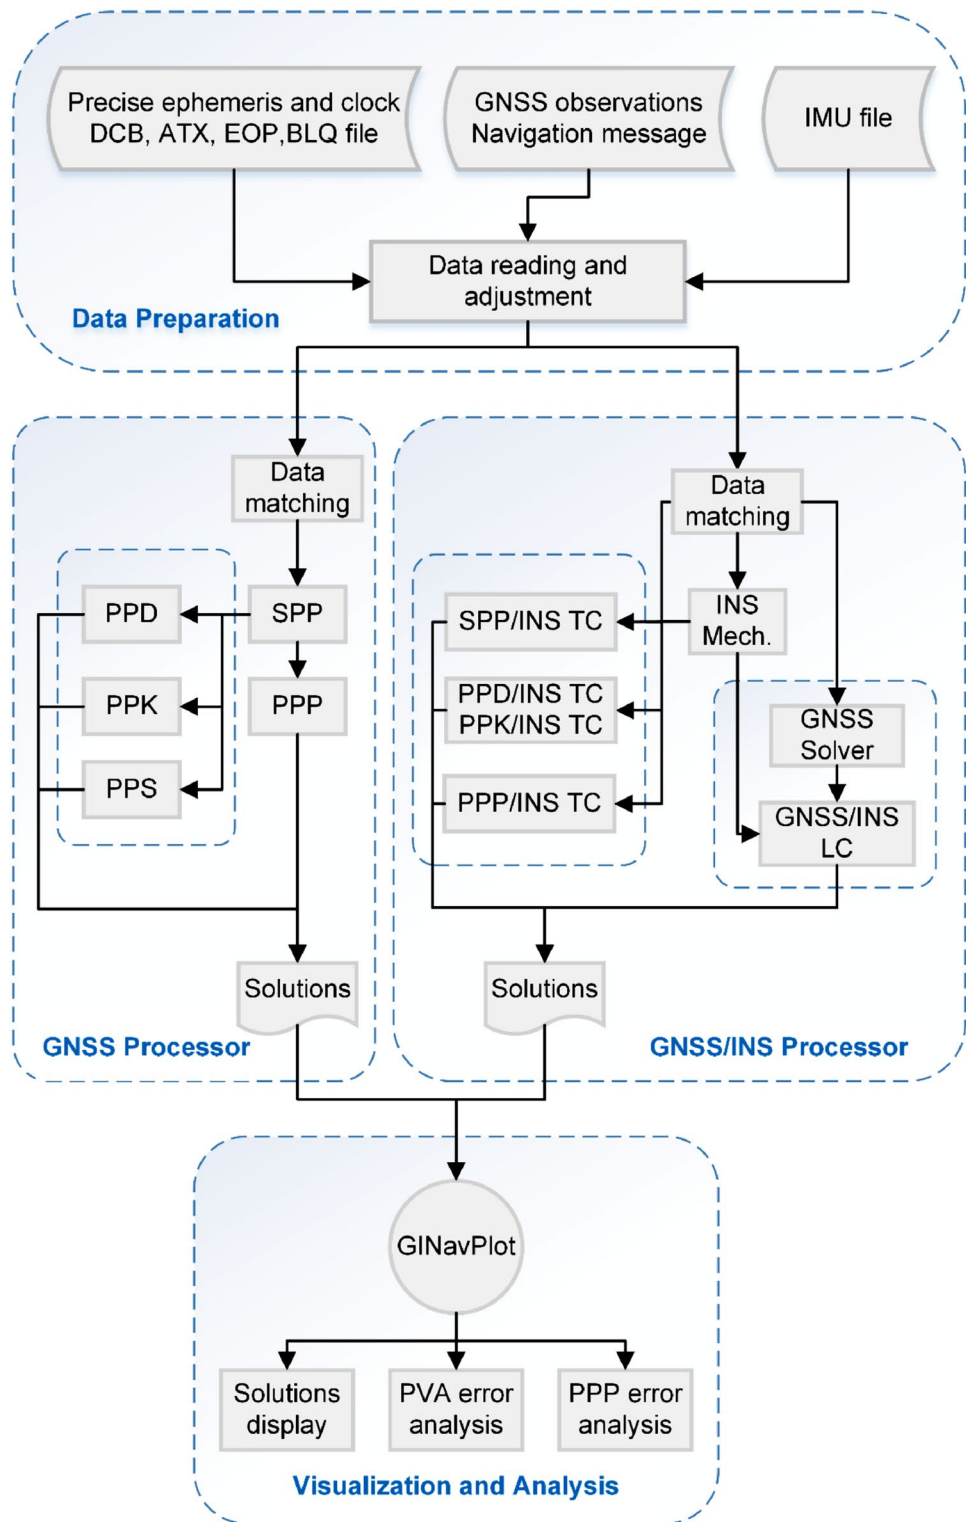 Precise ephemeris and clock
DCB, ATX, EOP,BLQ file
GNSS observations
Navigation message
IMU file
Data reading and
adjustment
Data Preparation
Data
matching
PPD
SPP
PPK
PPP
PPS
Solutions
GNSS Processor
Data
matching
SPP/INS TC
INS
Mech.
PPD/INS TC
PPK/INS TC
GNSS
Solver
PPP/INS TC
GNSS/INS
LC
Solutions
GNSS/INS Processor
GINavPlot
Solutions
display
PVA error
analysis
PPP error
analysis
Visualization and Analysis